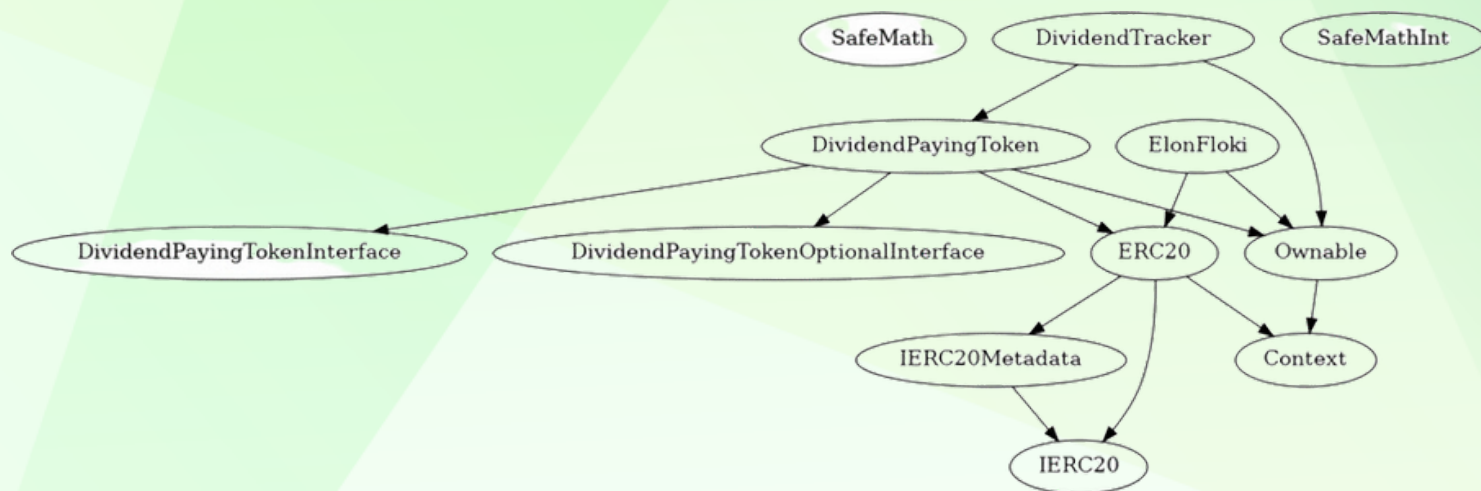 SafeMath
DividendTracker
SafeMathInt
DividendPayingToken
ElonFloki
DividendPayingTokenInterface
DividendPayingTokenOptionalInterface
ERC20
Ownable
IERC20Metadata
Context
IERC20